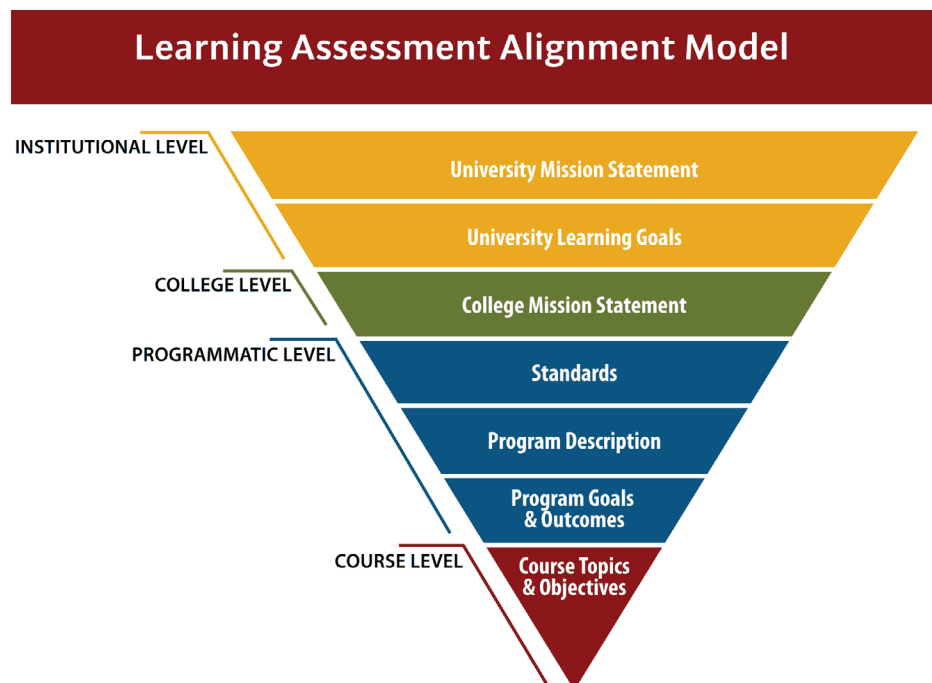 Learning Assessment Alignment Model
INSTITUTIONAL LEVEL
University Mission Statement
University Learning Goals
COLLEGE LEVEL
College Mission Statement
PROGRAMMATIC LEVEL
Standards
Program Description
Program Goals
& Outcomes
COURSE LEVEL
Course Topics
& Objectives